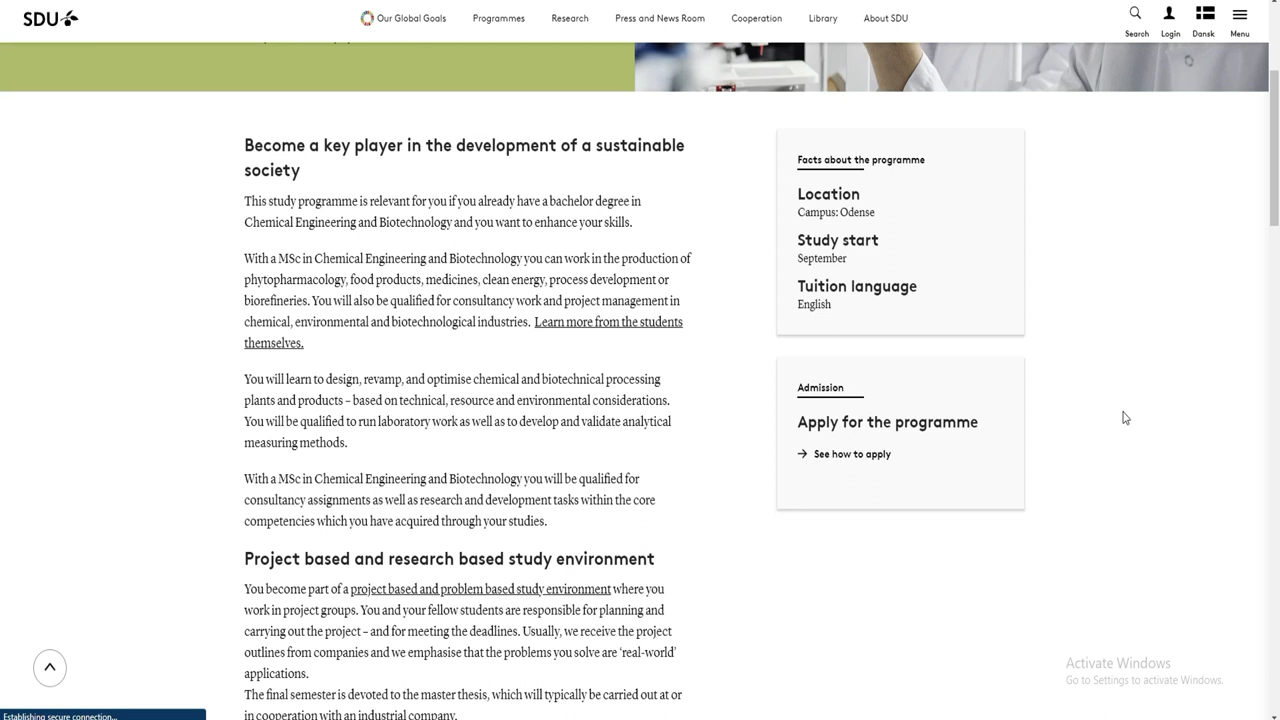 SDU
Our Global Goals
Programmes
Research
Press and News Room
Cooperation
Library
About SDU
Search
Login
Dansk
Menu
Become a key player in the development of a sustainable
society
This study programme is relevant for you if you already have a bachelor degree in
Chemical Engineering and Biotechnology and you want to enhance your skills.
With a MSc in Chemical Engineering and Biotechnology you can work in the production of
phytopharmacology, food products, medicines, clean energy, process development or
biorefineries. You will also be qualified for consultancy work and project management in
chemical, environmental and biotechnological industries. Learn more from the students
themselves.
You will learn to design, revamp, and optimise chemical and biotechnical processing
plants and products – based on technical, resource and environmental considerations.
You will be qualified to run laboratory work as well as to develop and validate analytical
measuring methods.
With a MSc in Chemical Engineering and Biotechnology you will be qualified for
consultancy assignments as well as research and development tasks within the core
competencies which you have acquired through your studies.
Project based and research based study environment
You become part of a project based and problem based study environment where you
work in project groups. You and your fellow students are responsible for planning and
carrying out the project – and for meeting the deadlines. Usually, we receive the project
outlines from companies and we emphasise that the problems you solve are ‘real-world’
applications.
The final semester is devoted to the master thesis, which will typically be carried out at or
in cooperation with an industrial company.
Facts about the programme
Location
Campus: Odense
Study start
September
Tuition language
English
Admission
Apply for the programme
→ See how to apply
Activate Windows
Go to Settings to activate Windows.
Establishing secure connection...